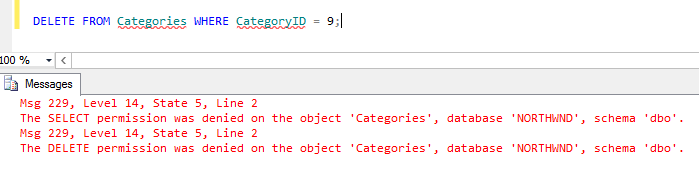 DELETE FROM Categories WHERE CategoryID = 9;
100 %
Messages
Msg 229, Level 14, State 5, Line 2
The SELECT permission was denied on the object 'Categories', database 'NORTHWND', schema 'dbo'.
Msg 229, Level 14, State 5, Line 2
The DELETE permission was denied on the object 'Categories', database 'NORTHWND', schema 'dbo'.